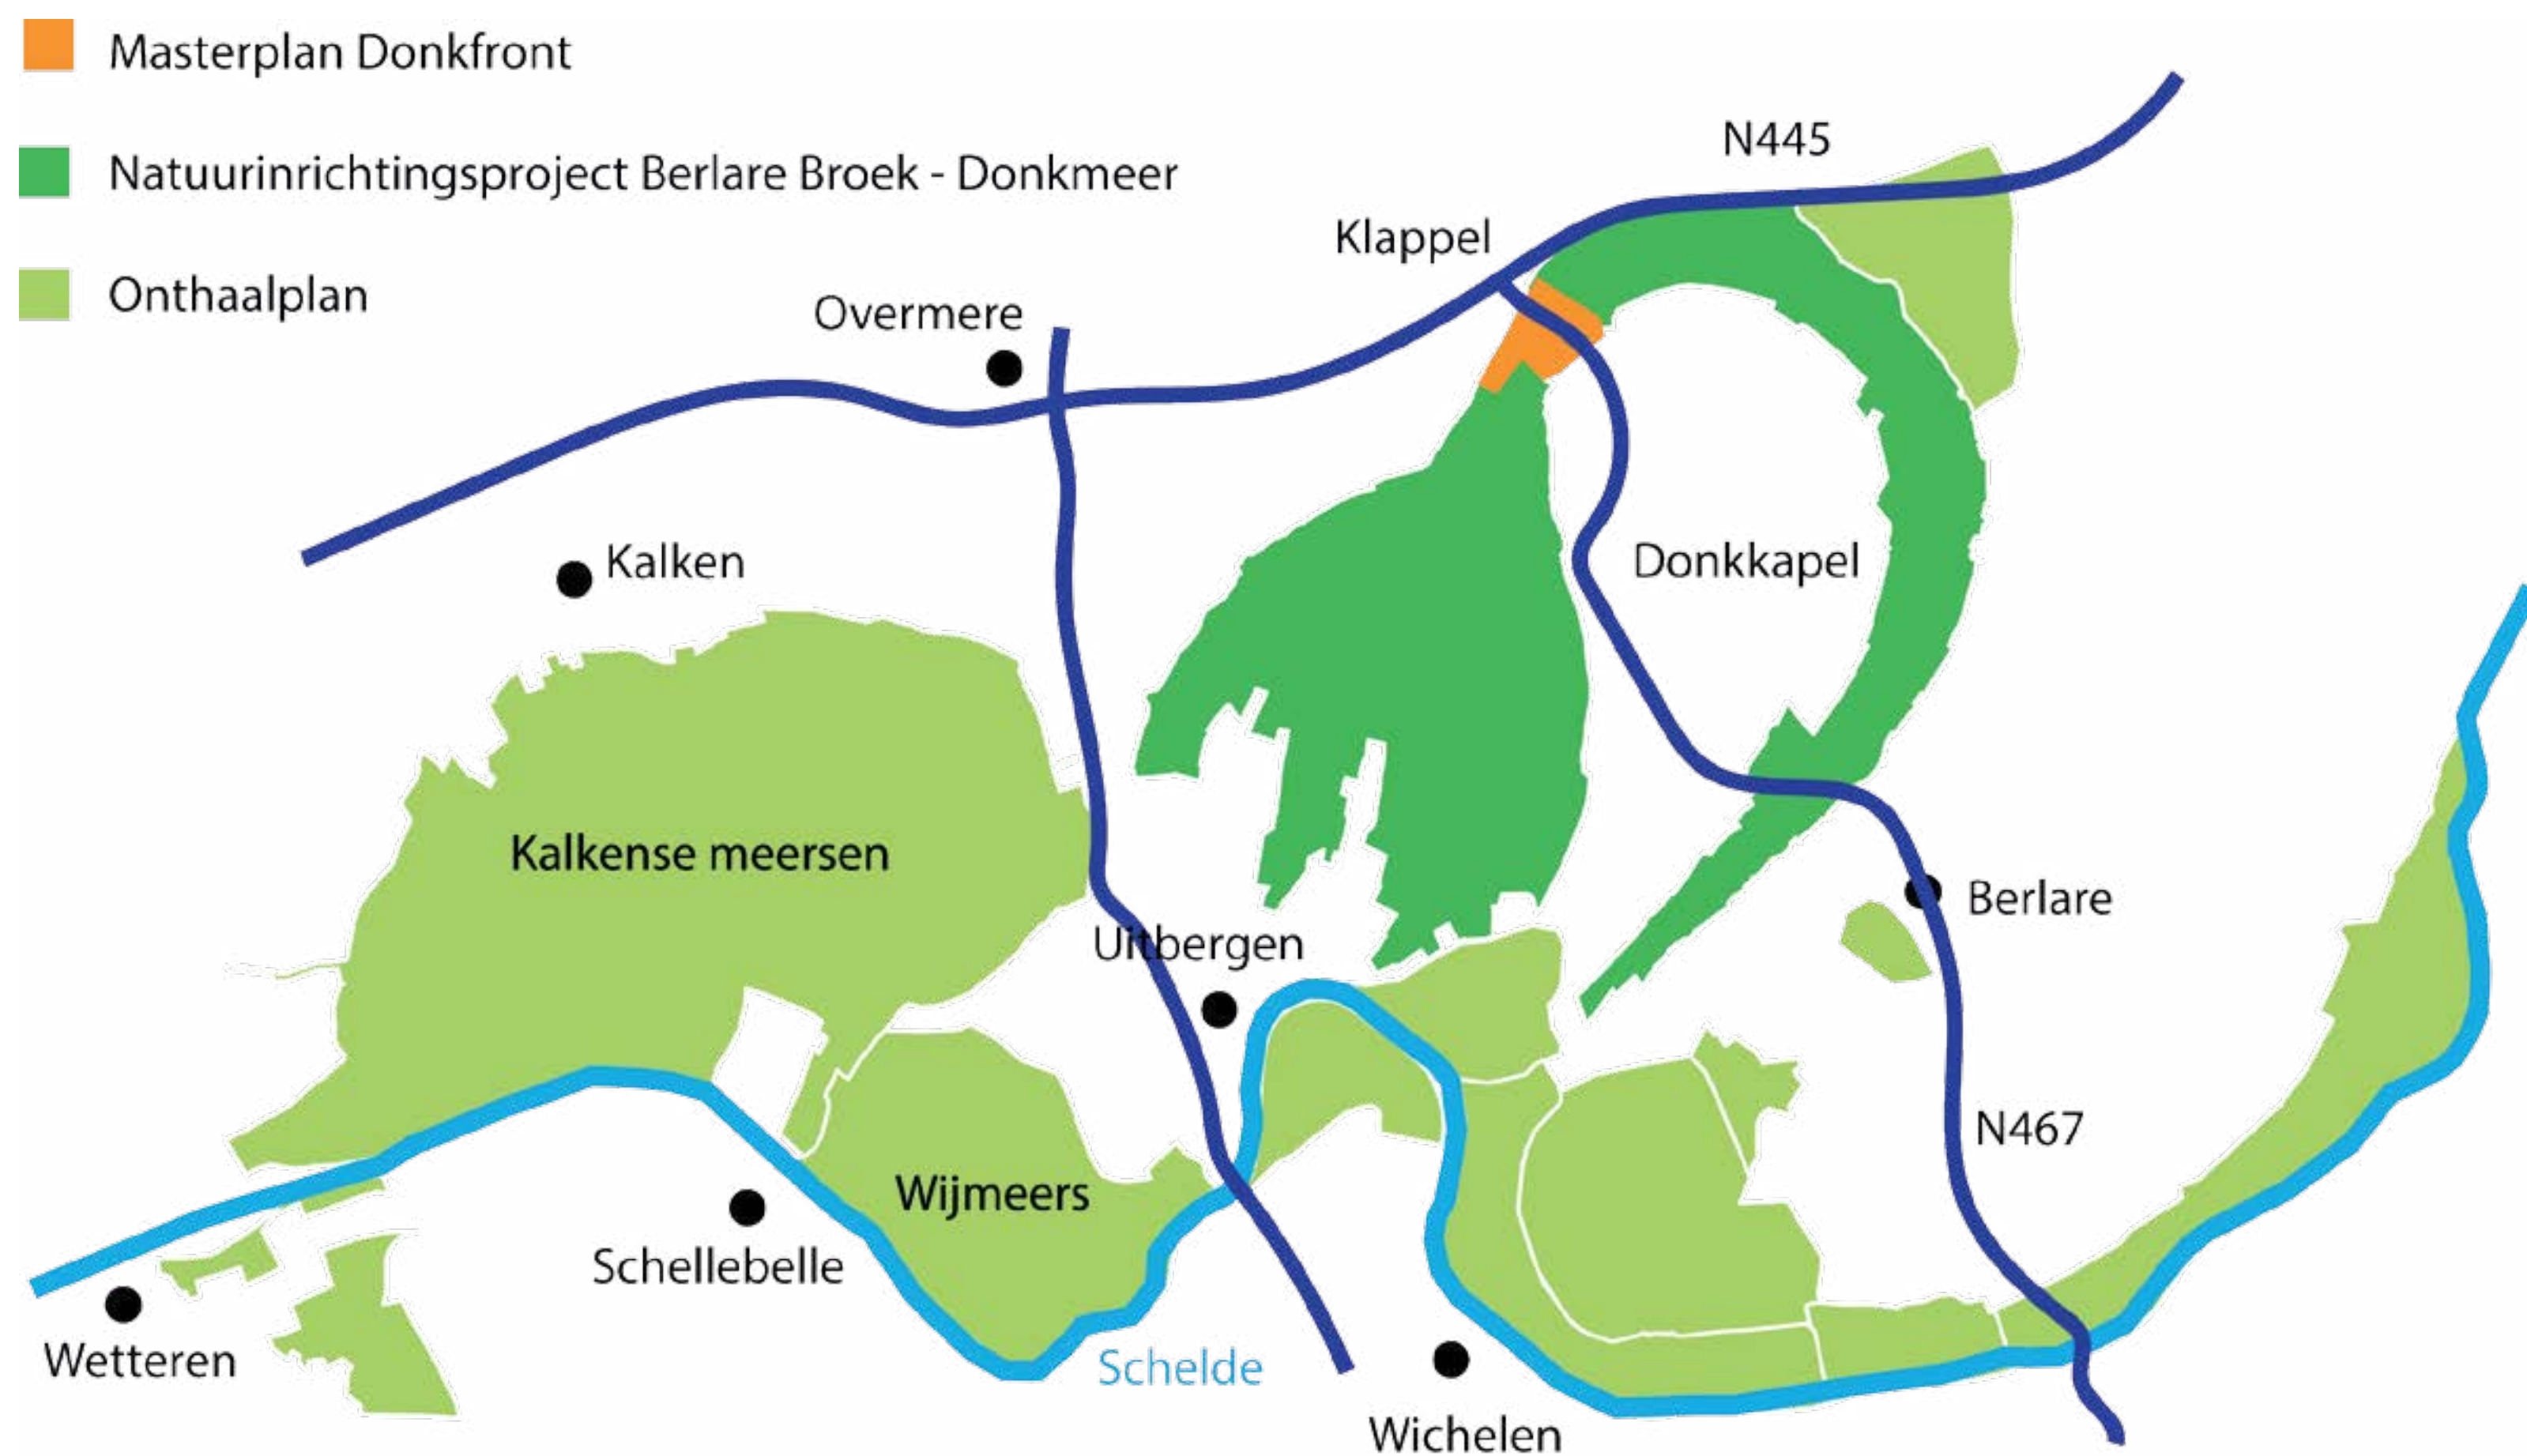 Masterplan Donkfront
Natuurinrichtingsproject Berlare Broek - Donkmeer
Onthaalplan
N445
Klappel
Overmere
Kalken
Donkkapel
Kalkense meersen
Berlare
Uitbergen
N467
Wijmeers
Schellebelle
Wetteren
Schelde
Wichelen